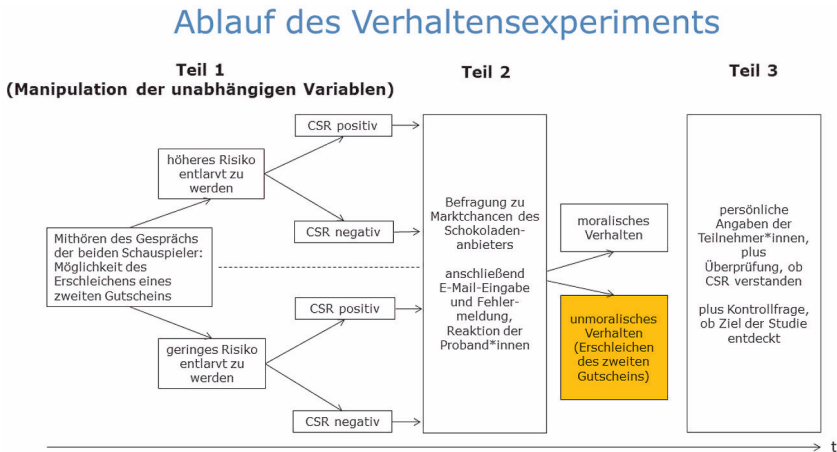 Ablauf des Verhaltensexperiments
Teil 1
(Manipulation der unabhängigen Variablen)
Teil 2
Teil 3
CSR positiv
höheres Risiko
entlarvt zu
werden
CSR negativ
Mithören des Gesprächs
der beiden Schauspieler:
Möglichkeit des
Erschleichens eines
zweiten Gutscheins
CSR positiv
geringes Risiko
entlarvt zu
werden
CSR negativ
Befragung zu
Marktchancen des
Schokoladen-
anbieters
anschließend
E-Mail-Eingabe
und Fehler-
meldung,
Reaktion der
Proband*innen
moralisches
Verhalten
unmoralisches
Verhalten
(Erschleichen
des zweiten
Gutscheins)
persönliche
Angaben der
Teilnehmer*innen,
plus
Überprüfung, ob
CSR verstanden
plus Kontrollfrage,
ob Ziel der Studie
entdeckt
t